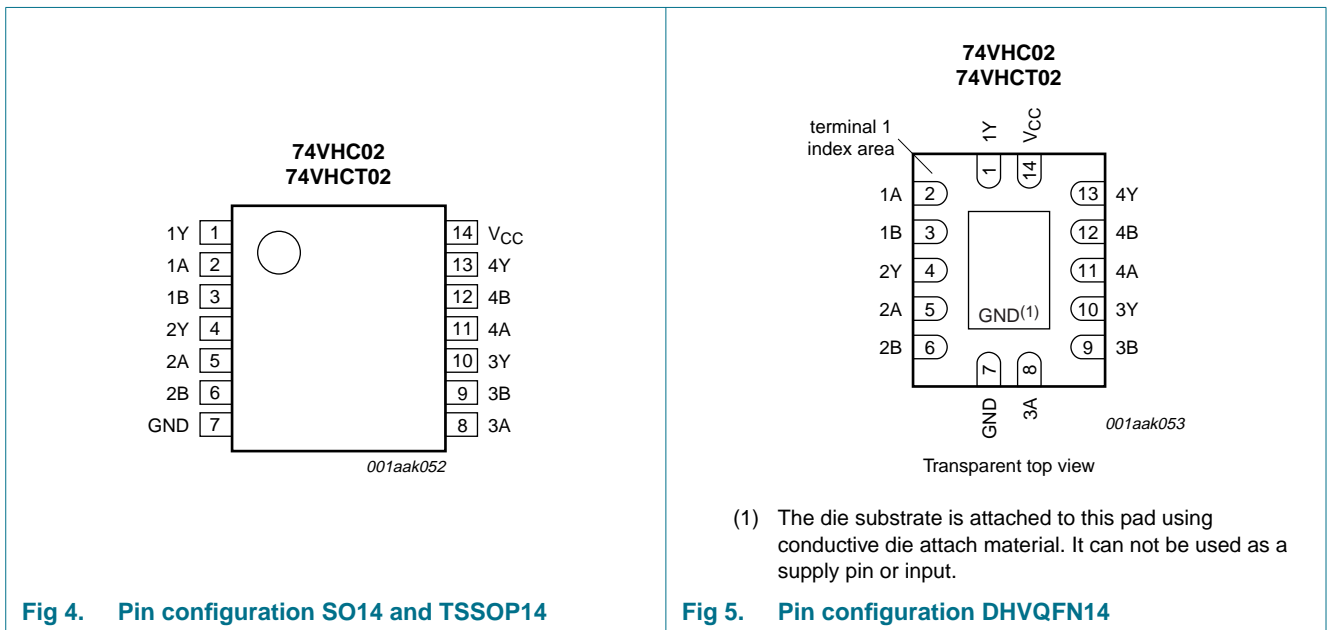 74VHC02
74VHCT02
1Y 1
1A 2
1B 3
2Y 4
2A 5
2B 6
GND 7
14 VCC
13 4Y
12 4B
11 4A
10 3Y
9 3B
8 3A
001aak052
Fig 4. Pin configuration SO14 and TSSOP14
74VHC02
74VHCT02
terminal 1
index area
1Y
VCC
1
14
1A 2
1B 3
2Y 4
2A 5
2B 6
13 4Y
12 4B
11 4A
10 3Y
9 3B
GND(1)
7
8
GND
3A
001aak053
Transparent top view
(1) The die substrate is attached to this pad using
conductive die attach material. It can not be used as a
supply pin or input.
Fig 5. Pin configuration DHVQFN14